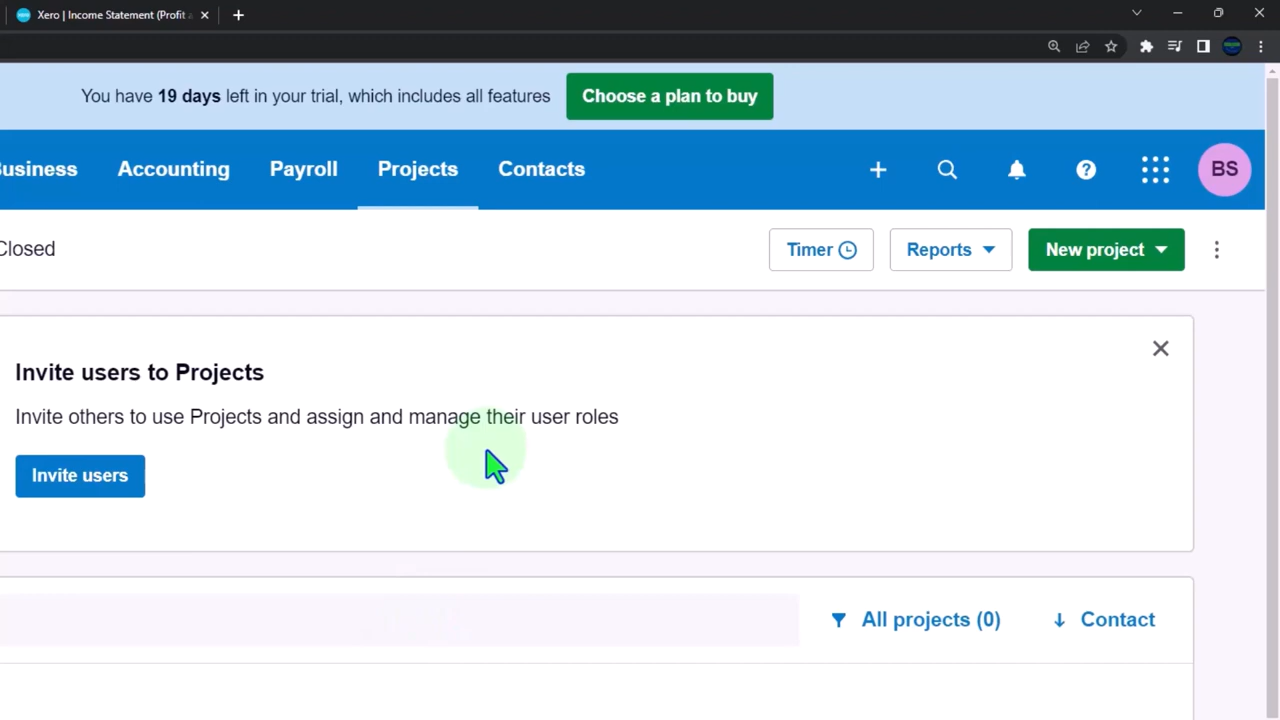 Xero | Income Statement (Profit a
You have 19 days left in your trial, which includes all features
Choose a plan to buy
Business Accounting Payroll Projects Contacts
BS
Closed
Timer
Reports
New project
Invite users to Projects
Invite others to use Projects and assign and manage their user roles
Invite users
All projects (0)
Contact